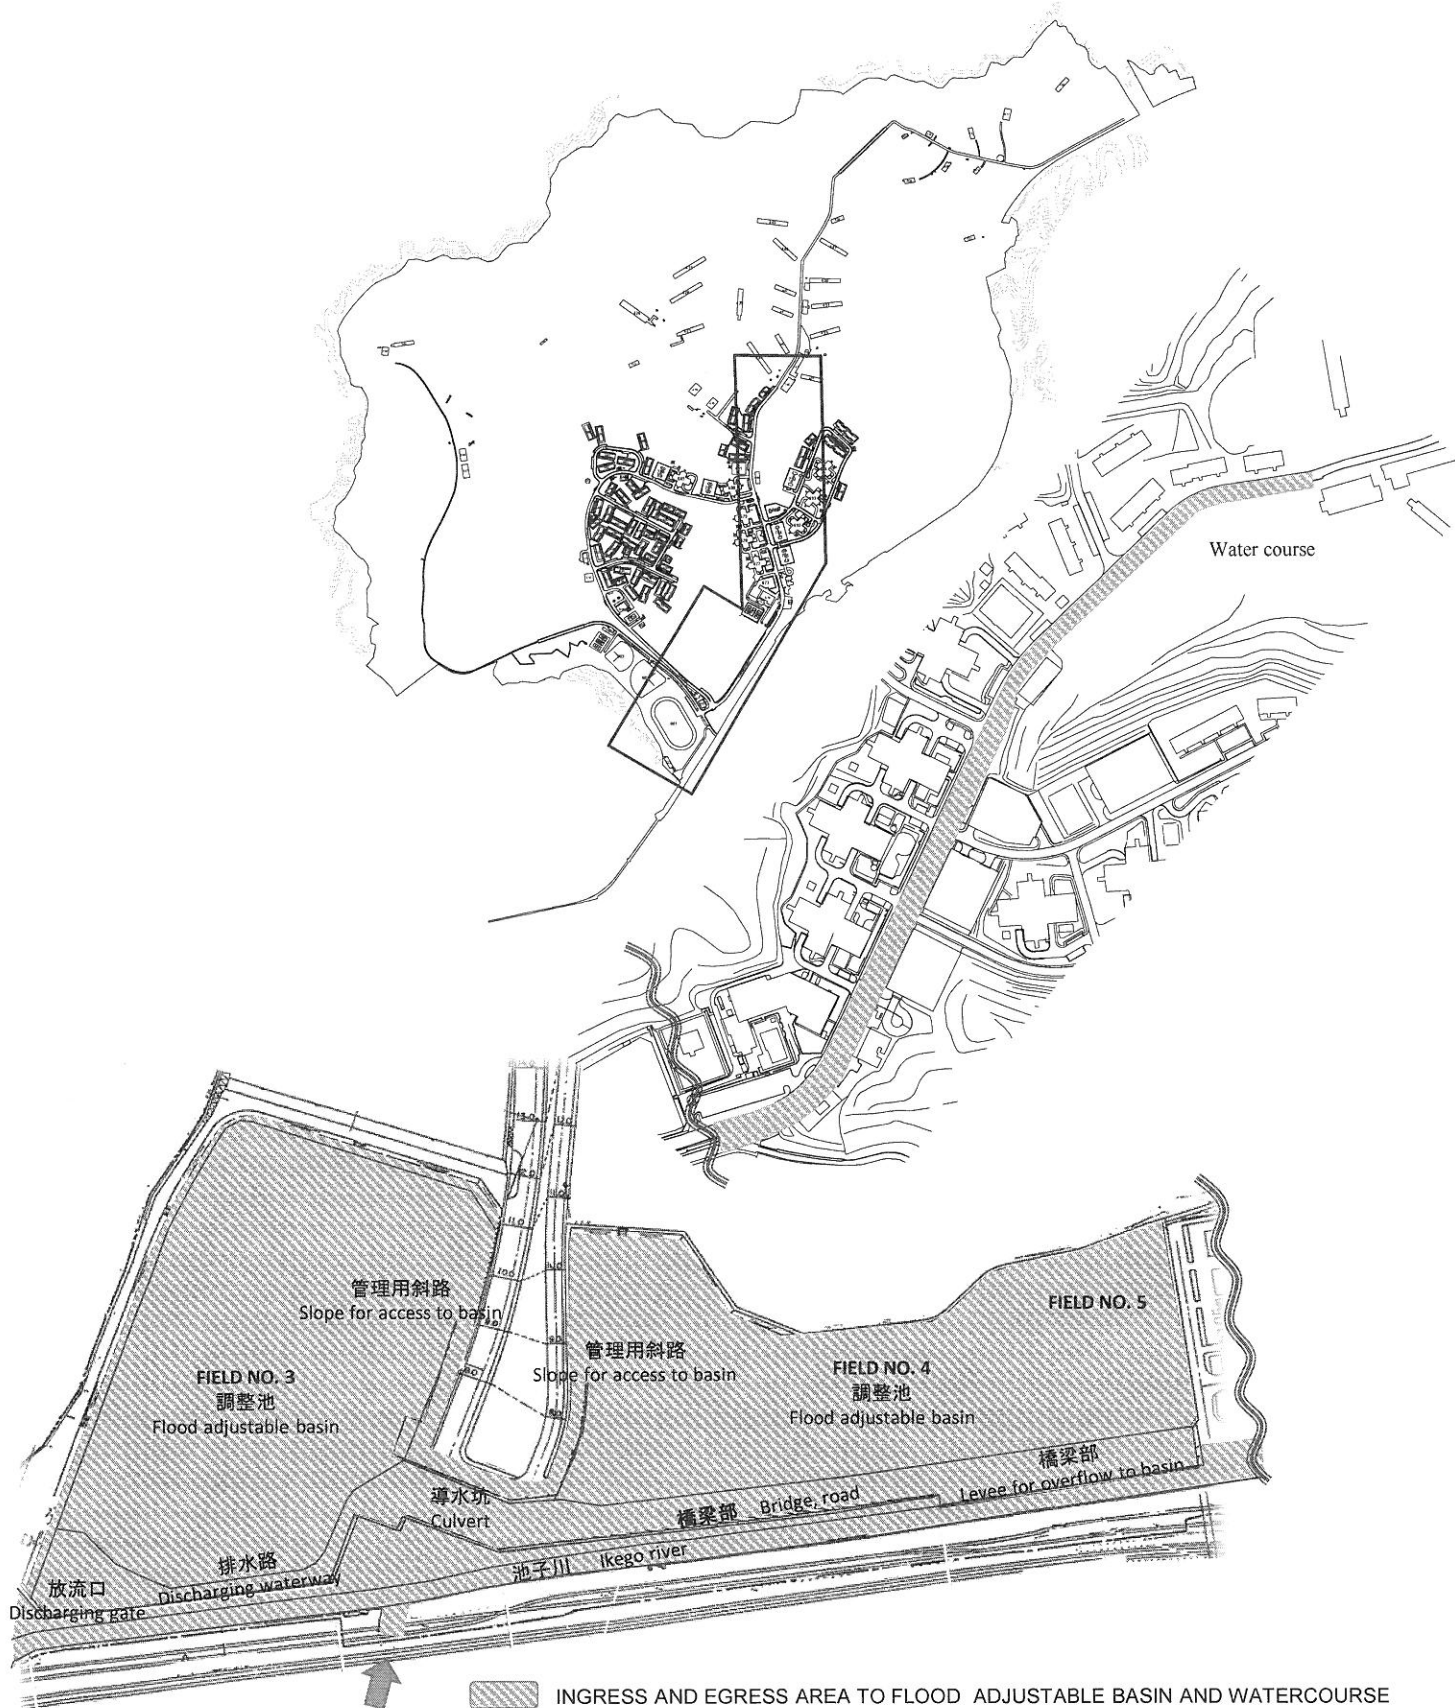 Water course
管理用斜路
Slope for access to basin
FIELD NO. 5
管理用斜路
Slope for access to basin
FIELD NO. 3
調整池
Flood adjustable basin
FIELD NO. 4
調整池
Flood adjustable basin
橋梁部
Levee for overflow to basin
導水坑
Culvert
橋梁部 Bridge, road
池子川 Ikego river
排水路
Discharging waterway
放流口
Discharging gate
INGRESS AND EGRESS AREA TO FLOOD ADJUSTABLE BASIN AND WATERCOURSE